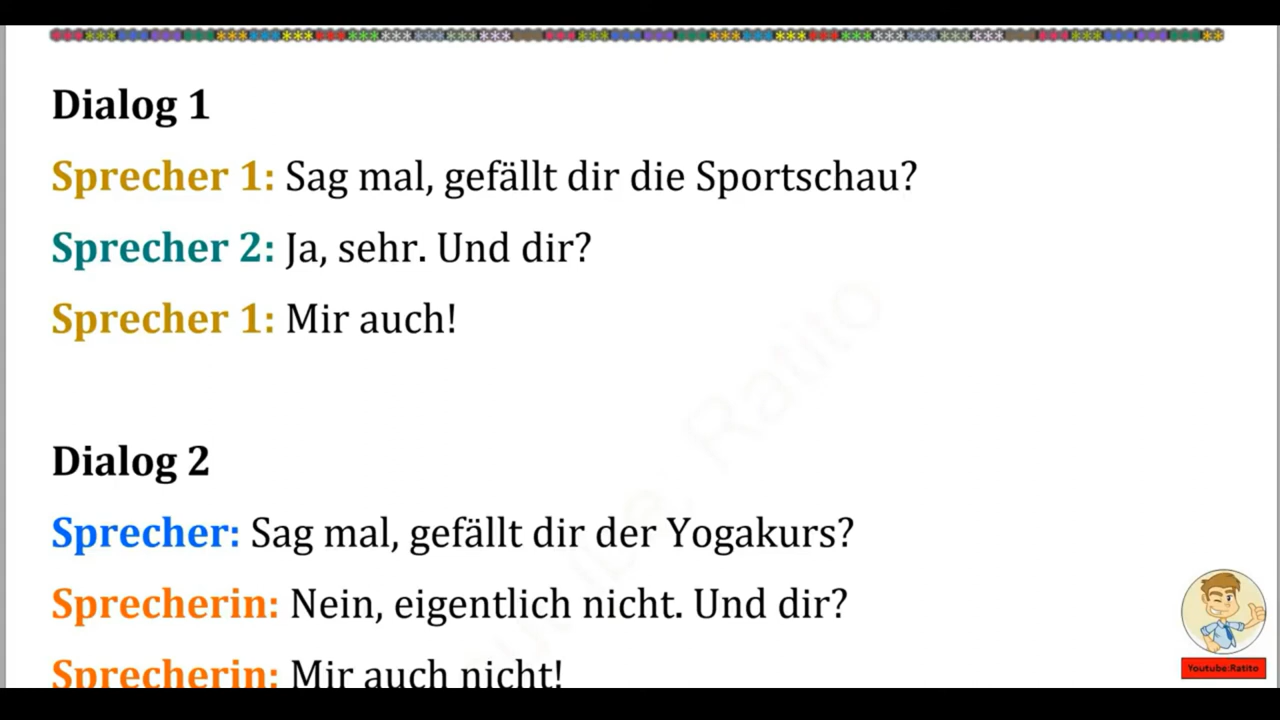 Dialog 1
Sprecher 1: Sag mal, gefällt dir die Sportschau?
Sprecher 2: Ja, sehr. Und dir?
Sprecher 1: Mir auch!
Dialog 2
Sprecher: Sag mal, gefällt dir der Yogakurs?
Sprecherin: Nein, eigentlich nicht. Und dir?
Sprecherin: Mir auch nicht!
Ratito
Youtube:Ratito